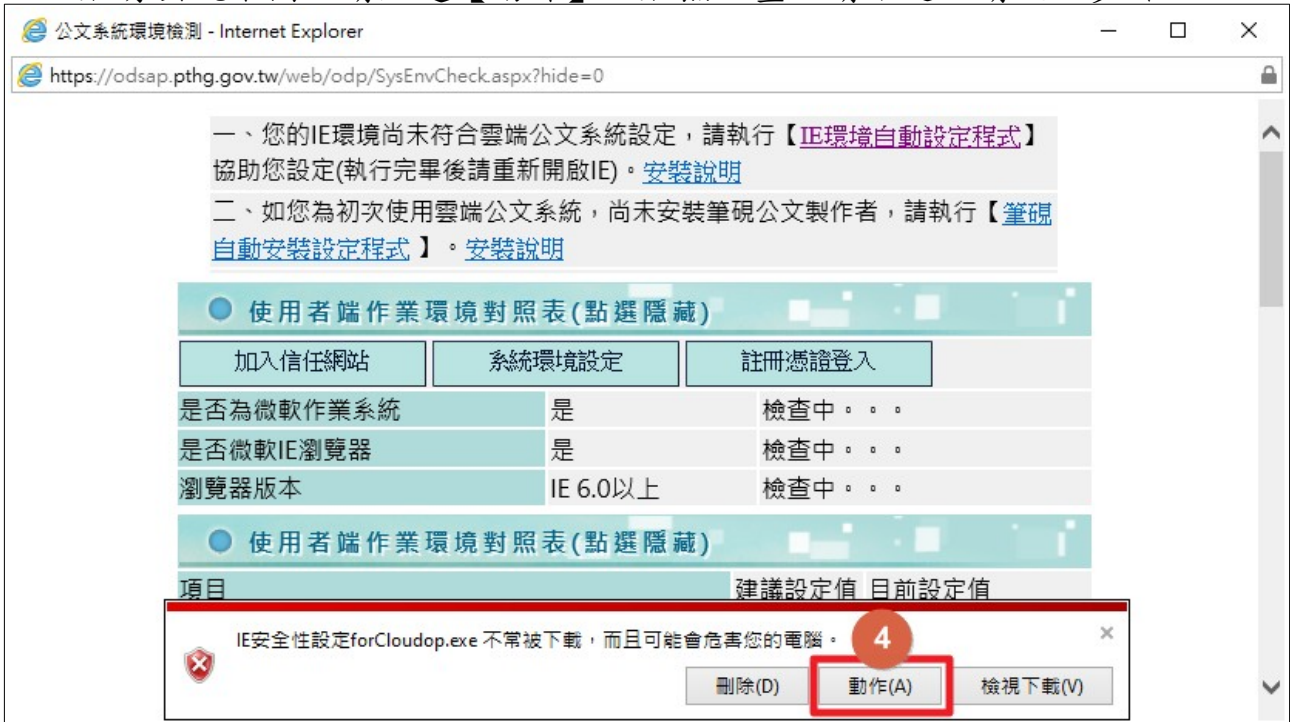 公文系統環境檢測 - Internet Explorer
https://odsap.pthg.gov.tw/web/odp/SysEnvCheck.aspx?hide=0
一、您的IE環境尚未符合雲端公文系統設定，請執行【IE環境自動設定程式】
協助您設定(執行完畢後請重新開啟IE)。安裝說明
二、如您為初次使用雲端公文系統，尚未安裝筆硯公文製作者，請執行【筆硯
自動安裝設定程式 】。安裝說明
使用者端作業環境對照表(點選隱藏)
加入信任網站 系統環境設定 註冊憑證登入
是否為微軟作業系統 是 檢查中。。。
是否微軟IE瀏覽器 是 檢查中。。。
瀏覽器版本 IE 6.0以上 檢查中。。。
使用者端作業環境對照表(點選隱藏)
項目 建議設定值 目前設定值
IE安全性設定forCloudop.exe 不常被下載，而且可能會危害您的電腦。
4
刪除(D) 動作(A) 檢視下載(V)